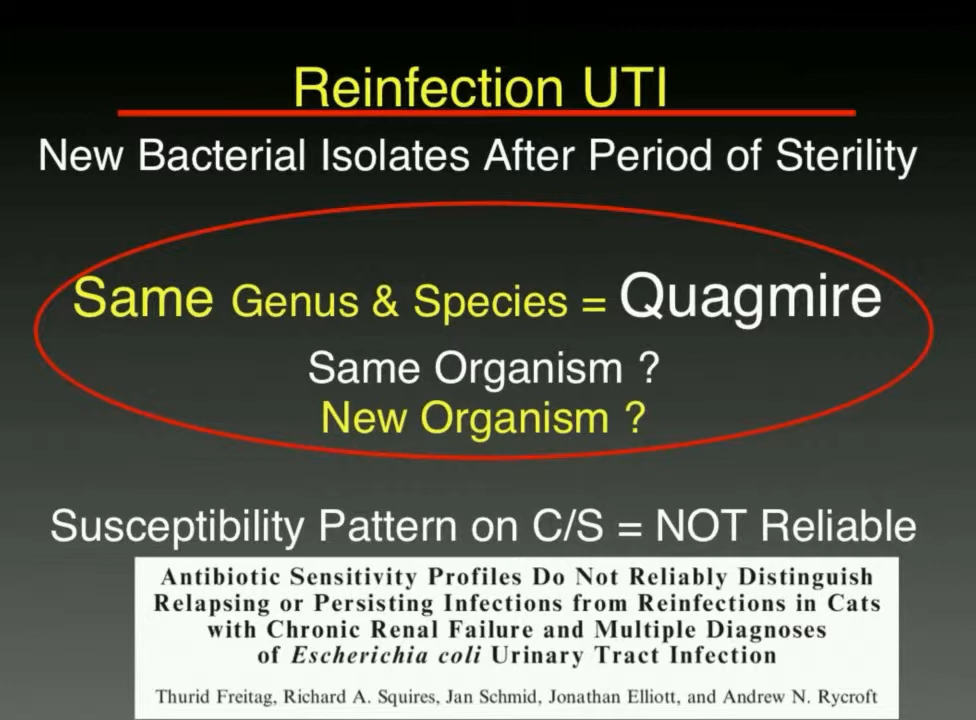 Reinfection UTI
New Bacterial Isolates After Period of Sterility
Same Genus & Species = Quagmire
Same Organism ?
New Organism ?
Susceptibility Pattern on C/S = NOT Reliable
Antibiotic Sensitivity Profiles Do Not Reliably Distinguish
Relapsing or Persisting Infections from Reinfections in Cats
with Chronic Renal Failure and Multiple Diagnoses
of Escherichia coli Urinary Tract Infection
Thurid Freitag, Richard A. Squires, Jan Schmid, Jonathan Elliott, and Andrew N. Rycroft